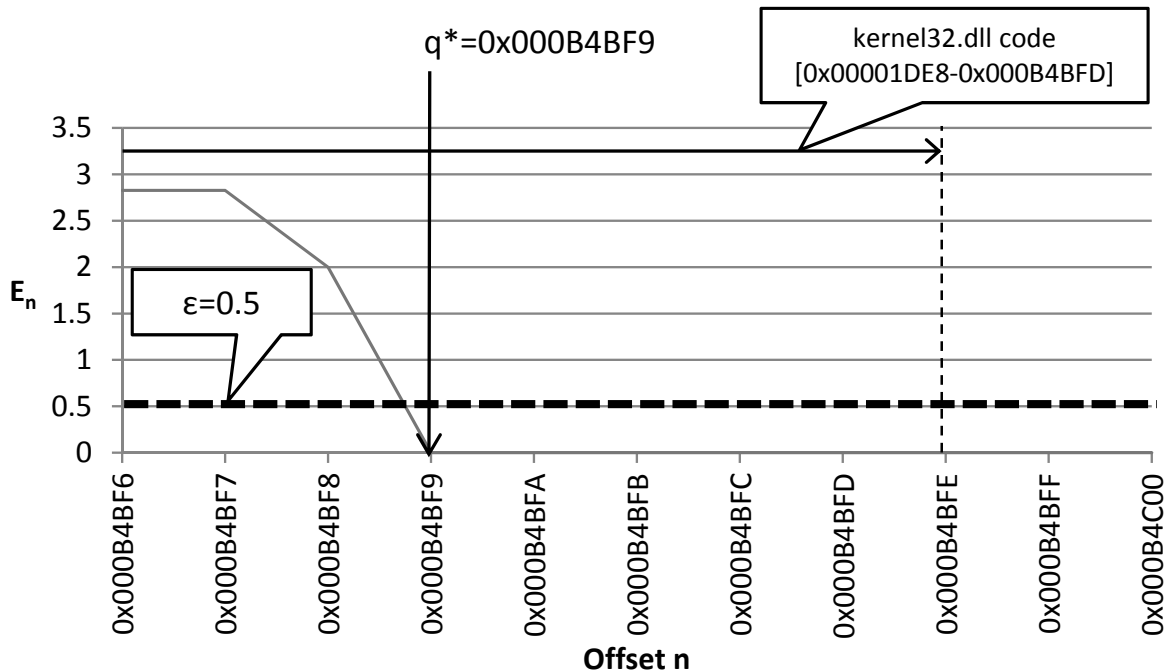 q*=0x000B4BF9
kernel32.dll code
[0x00001DE8-0x000B4BFD]
3.5
3
2.5
2
1.5
1
0.5
0
E_n
ε=0.5
0x000B4BF6
0x000B4BF7
0x000B4BF8
0x000B4BF9
0x000B4BFA
0x000B4BFB
0x000B4BFC
0x000B4BFD
0x000B4BFE
0x000B4BFF
0x000B4C00
Offset n